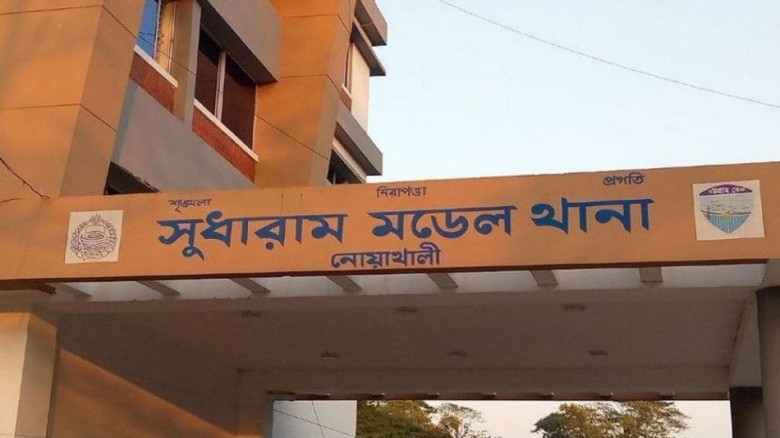 শৃঙ্খলা নিরাপত্তা প্রগতি
সুধারাম মডেল থানা
নোয়াখালী